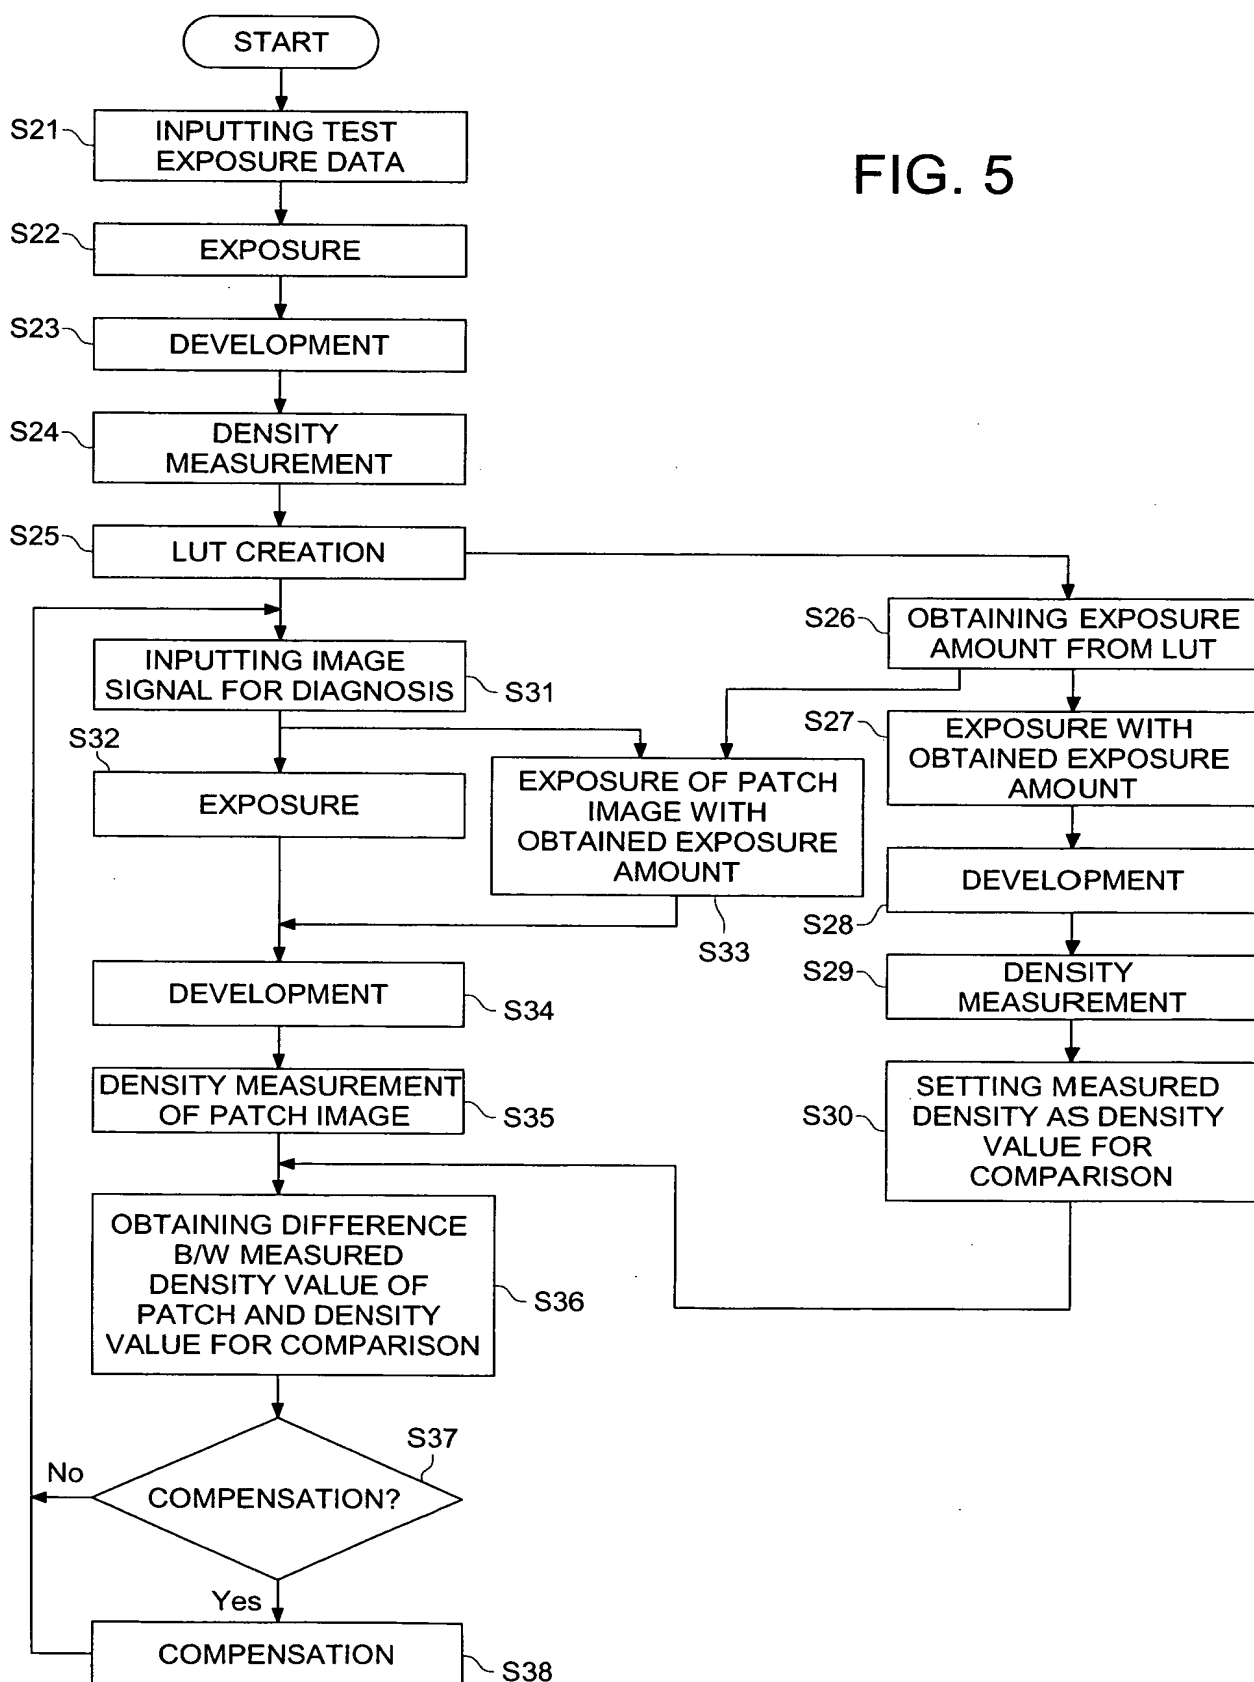 START
S21
INPUTTING TEST
EXPOSURE DATA
FIG. 5
S22
EXPOSURE
S23
DEVELOPMENT
S24
DENSITY
MEASUREMENT
S25
LUT CREATION
S26
OBTAINING EXPOSURE
AMOUNT FROM LUT
INPUTTING IMAGE
SIGNAL FOR DIAGNOSIS
S31
S27
EXPOSURE WITH
OBTAINED EXPOSURE
AMOUNT
S32
EXPOSURE
EXPOSURE OF PATCH
IMAGE WITH
OBTAINED EXPOSURE
AMOUNT
S33
DEVELOPMENT
S28
S29
DENSITY
MEASUREMENT
DEVELOPMENT
S34
DENSITY MEASUREMENT
OF PATCH IMAGE
S35
S30
SETTING MEASURED
DENSITY AS DENSITY
VALUE FOR
COMPARISON
OBTAINING DIFFERENCE
B/W MEASURED
DENSITY VALUE OF
PATCH AND DENSITY
VALUE FOR COMPARISON
S36
S37
No
COMPENSATION?
Yes
COMPENSATION
S38